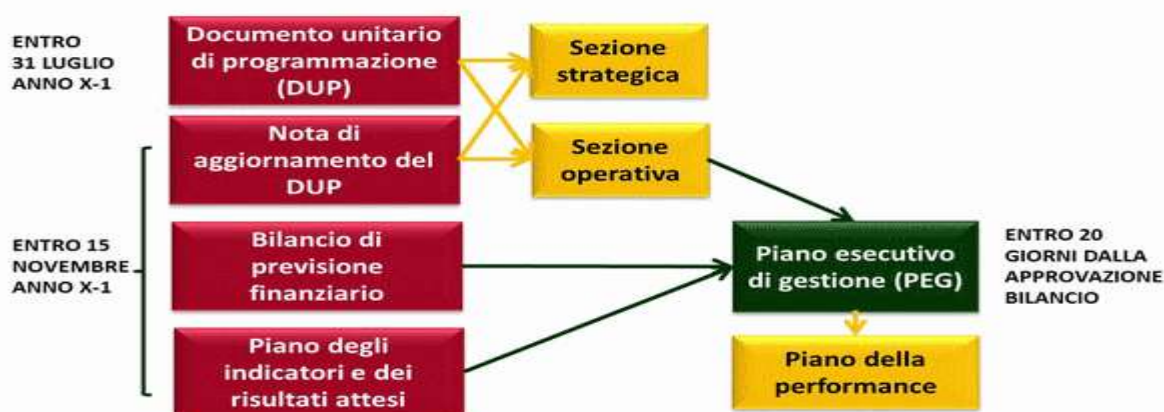 ENTRO
31 LUGLIO
ANNO X-1
Documento unitario
di programmazione
(DUP)
Sezione
strategica
Nota di
aggiornamento del
DUP
Sezione
operativa
ENTRO 15
NOVEMBRE
ANNO X-1
Bilancio di
previsione
finanziario
Piano esecutivo
di gestione (PEG)
ENTRO 20
GIORNI DALLA
APPROVAZIONE
BILANCIO
Piano degli
indicatori e dei
risultati attesi
Piano della
performance